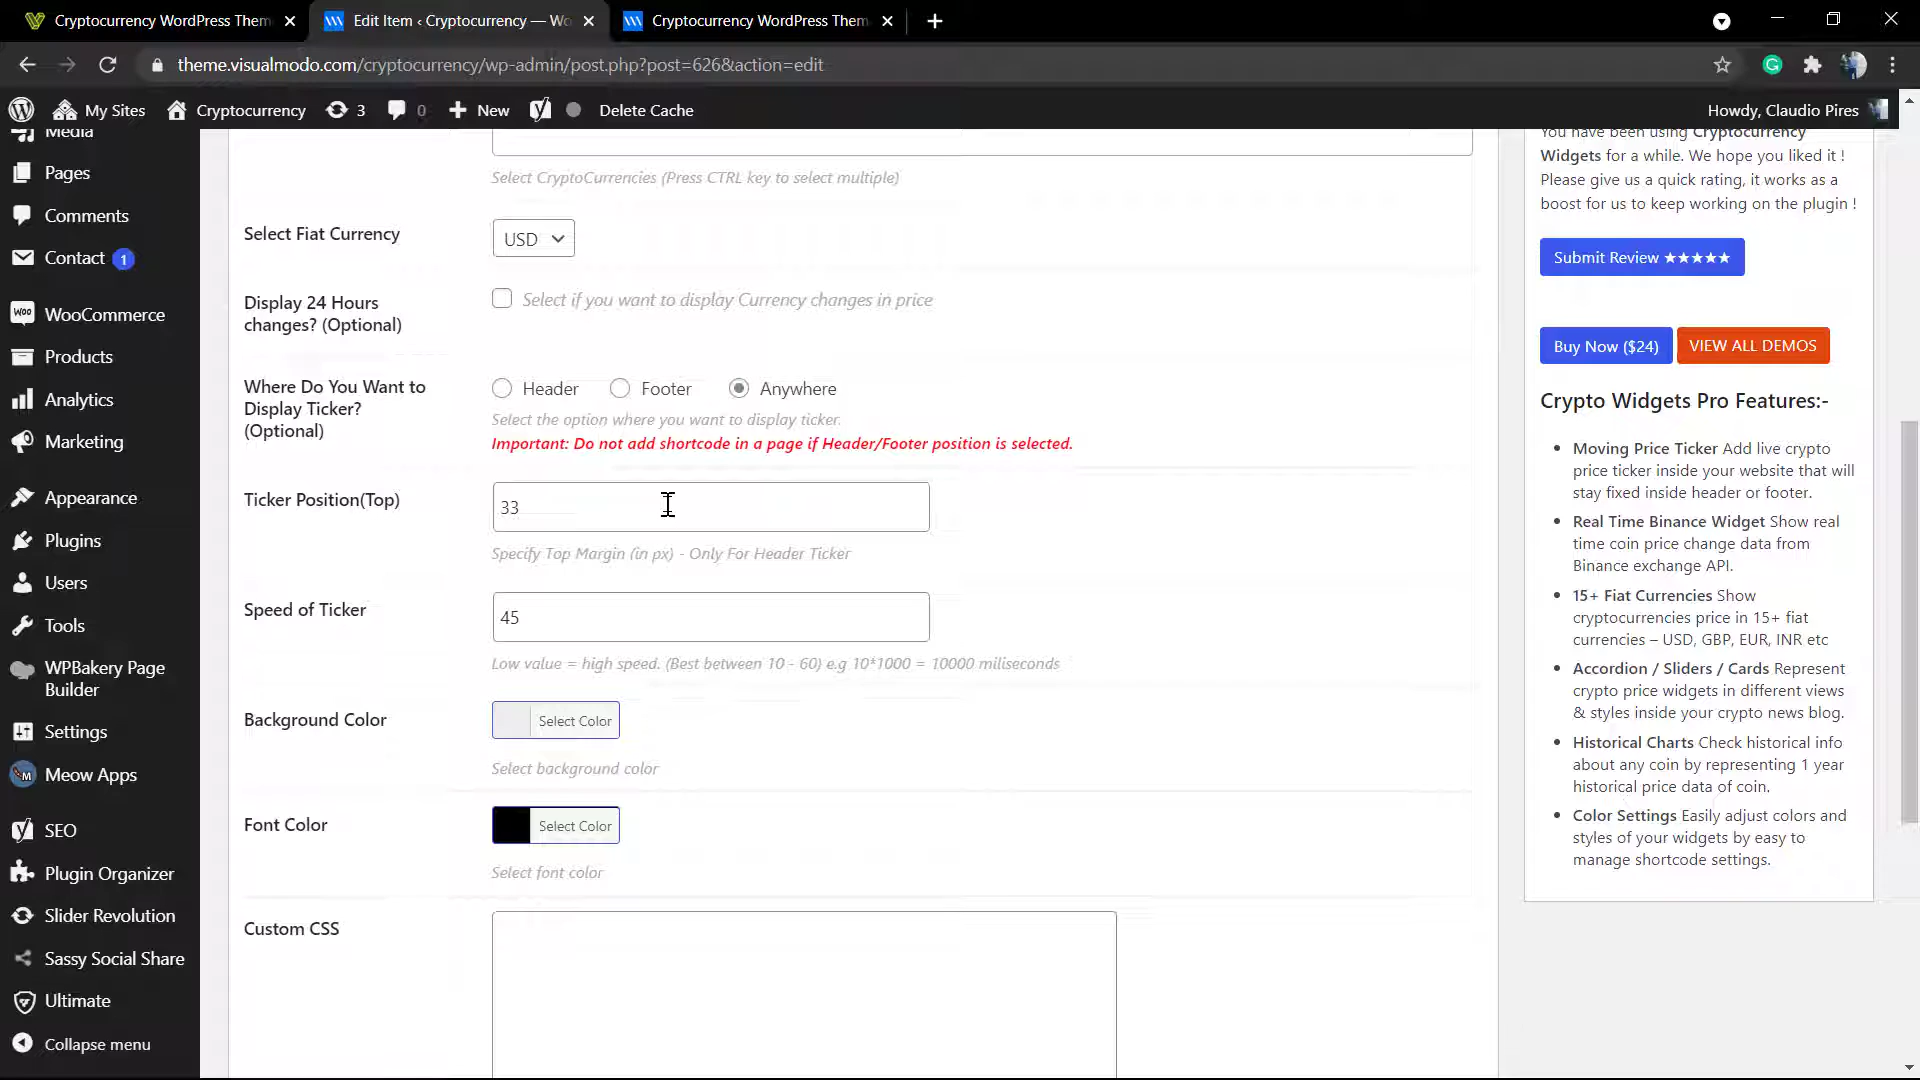 Cryptocurrency WordPress Them
Edit Item ‹ Cryptocurrency — Wo
Cryptocurrency WordPress Them
theme.visualmodo.com/cryptocurrency/wp-admin/post.php?post=626&action=edit
My Sites
Cryptocurrency
3
0
New
Delete Cache
Howdy, Claudio Pires
Media
Pages
Comments
Contact 1
WooCommerce
Products
Analytics
Marketing
Appearance
Plugins
Users
Tools
WPBakery Page
Builder
Settings
Meow Apps
SEO
Plugin Organizer
Slider Revolution
Sassy Social Share
Ultimate
Collapse menu
Select CryptoCurrencies (Press CTRL key to select multiple)
Select Fiat Currency
USD
Display 24 Hours
changes? (Optional)
Select if you want to display Currency changes in price
Where Do You Want to
Display Ticker?
(Optional)
Header
Footer
Anywhere
Select the option where you want to display ticker.
Important: Do not add shortcode in a page if Header/Footer position is selected.
Ticker Position(Top)
33
Specify Top Margin (in px) - Only For Header Ticker
Speed of Ticker
45
Low value = high speed. (Best between 10 - 60) e.g 10*1000 = 10000 miliseconds
Background Color
Select Color
Select background color
Font Color
Select Color
Select font color
Custom CSS
You have been using Cryptocurrency
Widgets for a while. We hope you liked it !
Please give us a quick rating, it works as a
boost for us to keep working on the plugin !
Submit Review ★★★★★
Buy Now ($24)
VIEW ALL DEMOS
Crypto Widgets Pro Features:-
Moving Price Ticker Add live crypto
price ticker inside your website that will
stay fixed inside header or footer.
Real Time Binance Widget Show real
time coin price change data from
Binance exchange API.
15+ Fiat Currencies Show
cryptocurrencies price in 15+ fiat
currencies – USD, GBP, EUR, INR etc
Accordion / Sliders / Cards Represent
crypto price widgets in different views
& styles inside your crypto news blog.
Historical Charts Check historical info
about any coin by representing 1 year
historical price data of coin.
Color Settings Easily adjust colors and
styles of your widgets by easy to
manage shortcode settings.